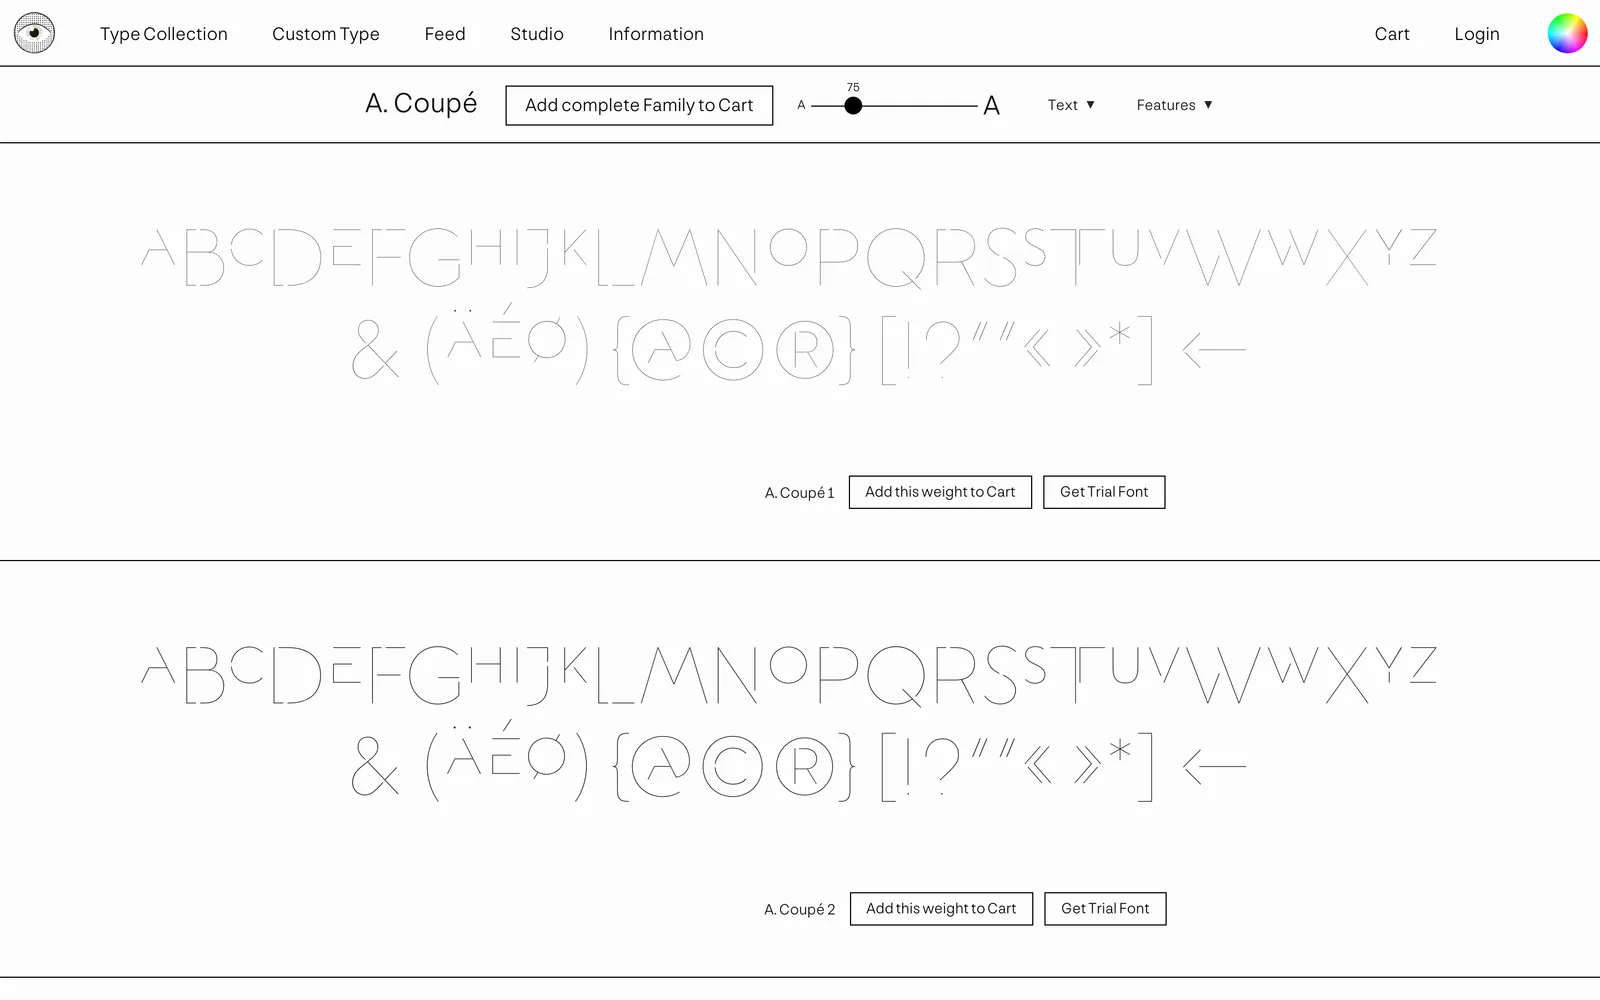 Type Collection Custom Type Feed Studio Information Cart Login
A. Coupé Add complete Family to Cart A 75 A Text ▼ Features ▼
ABCDEFGHIJKLMNOPQRSSTTUVWWXYZ
& (ÄÉØ) {@©®} [!?"“«»*] ←
A. Coupé 1 Add this weight to Cart Get Trial Font
ABCDEFGHIJKLMNOPQRSSTTUVWWXYZ
& (ÄÉØ) {@©®} [!?"“«»*] ←
A. Coupé 2 Add this weight to Cart Get Trial Font